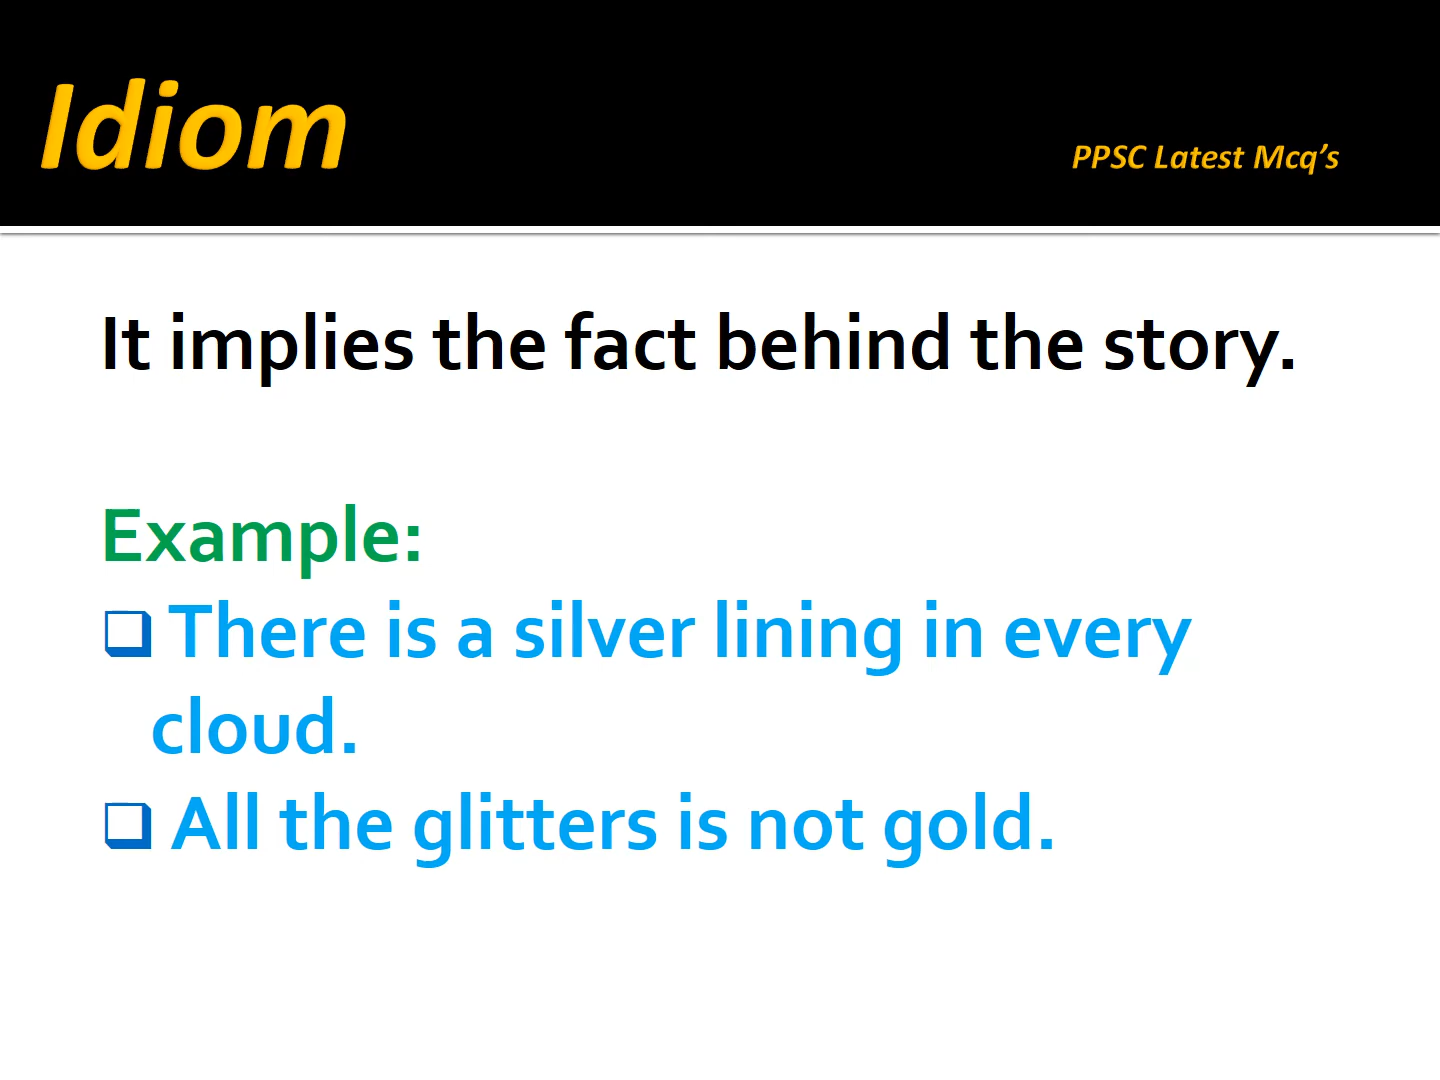 Idiom
PPSC Latest Mcq’s
It implies the fact behind the story.
Example:
❑ There is a silver lining in every
cloud.
❑ All the glitters is not gold.